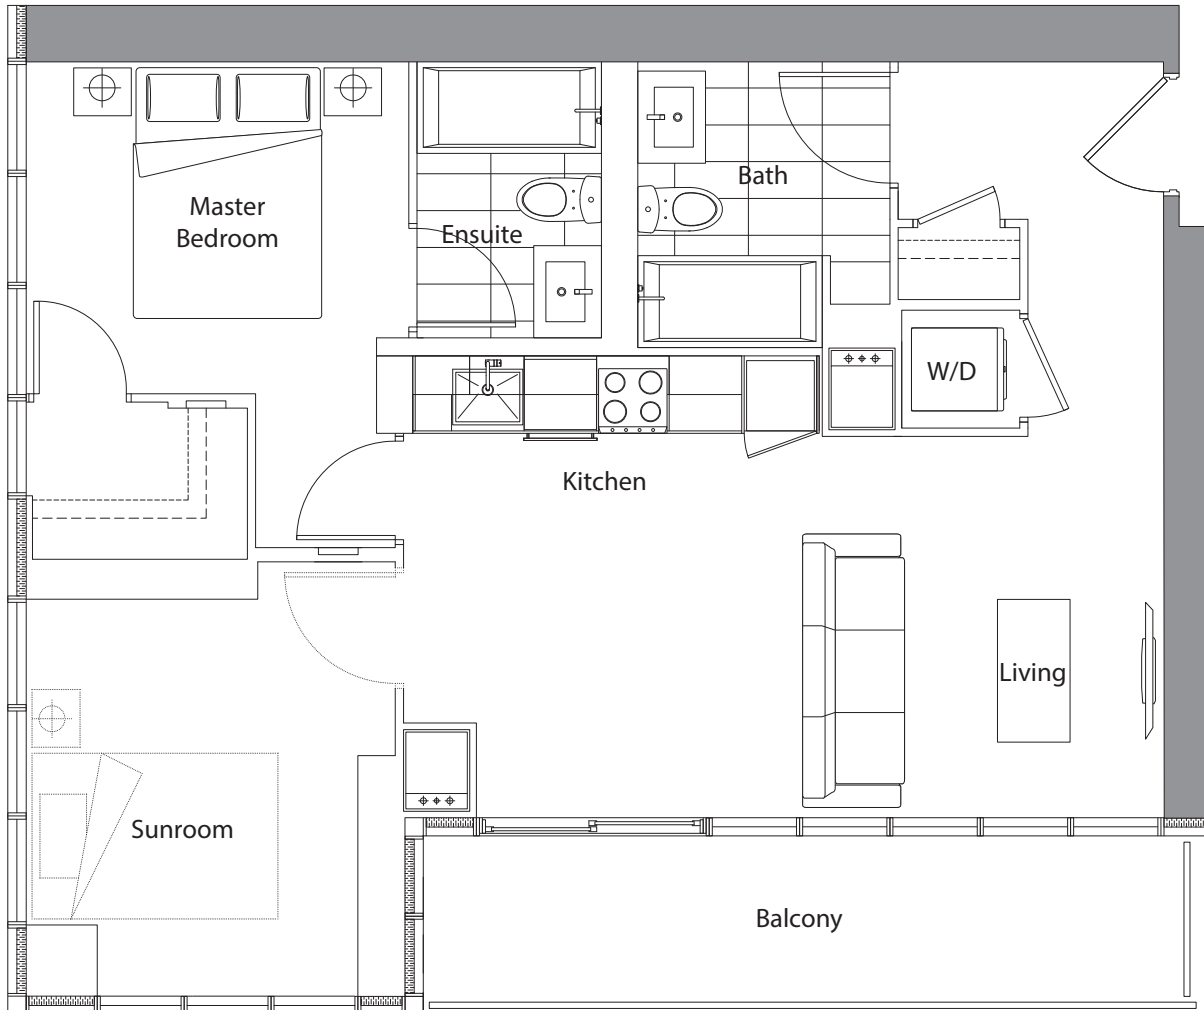 Master
Bedroom
Ensuite
Bath
W/D
Kitchen
Living
Sunroom
Balcony